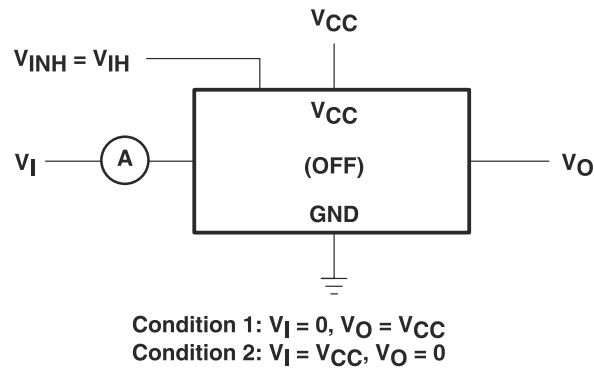 VCC
VINH = VIH
VCC
VI
A
(OFF)
VO
GND
Condition 1: VI = 0, VO = VCC
Condition 2: VI = VCC, VO = 0